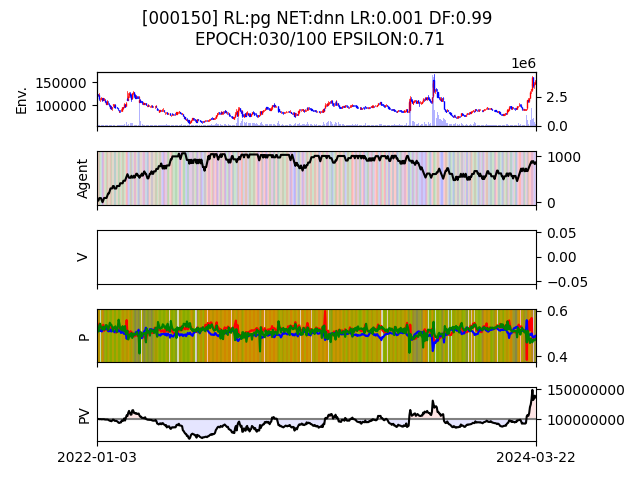 [000150] RL:pg NET:dnn LR:0.001 DF:0.99
EPOCH:030/100 EPSILON:0.71
1e6
Env.
150000
100000
2.5
0.0
Agent
1000
0
V
0.05
0.00
−0.05
P
0.6
0.4
PV
150000000
100000000
2022-01-03
2024-03-22